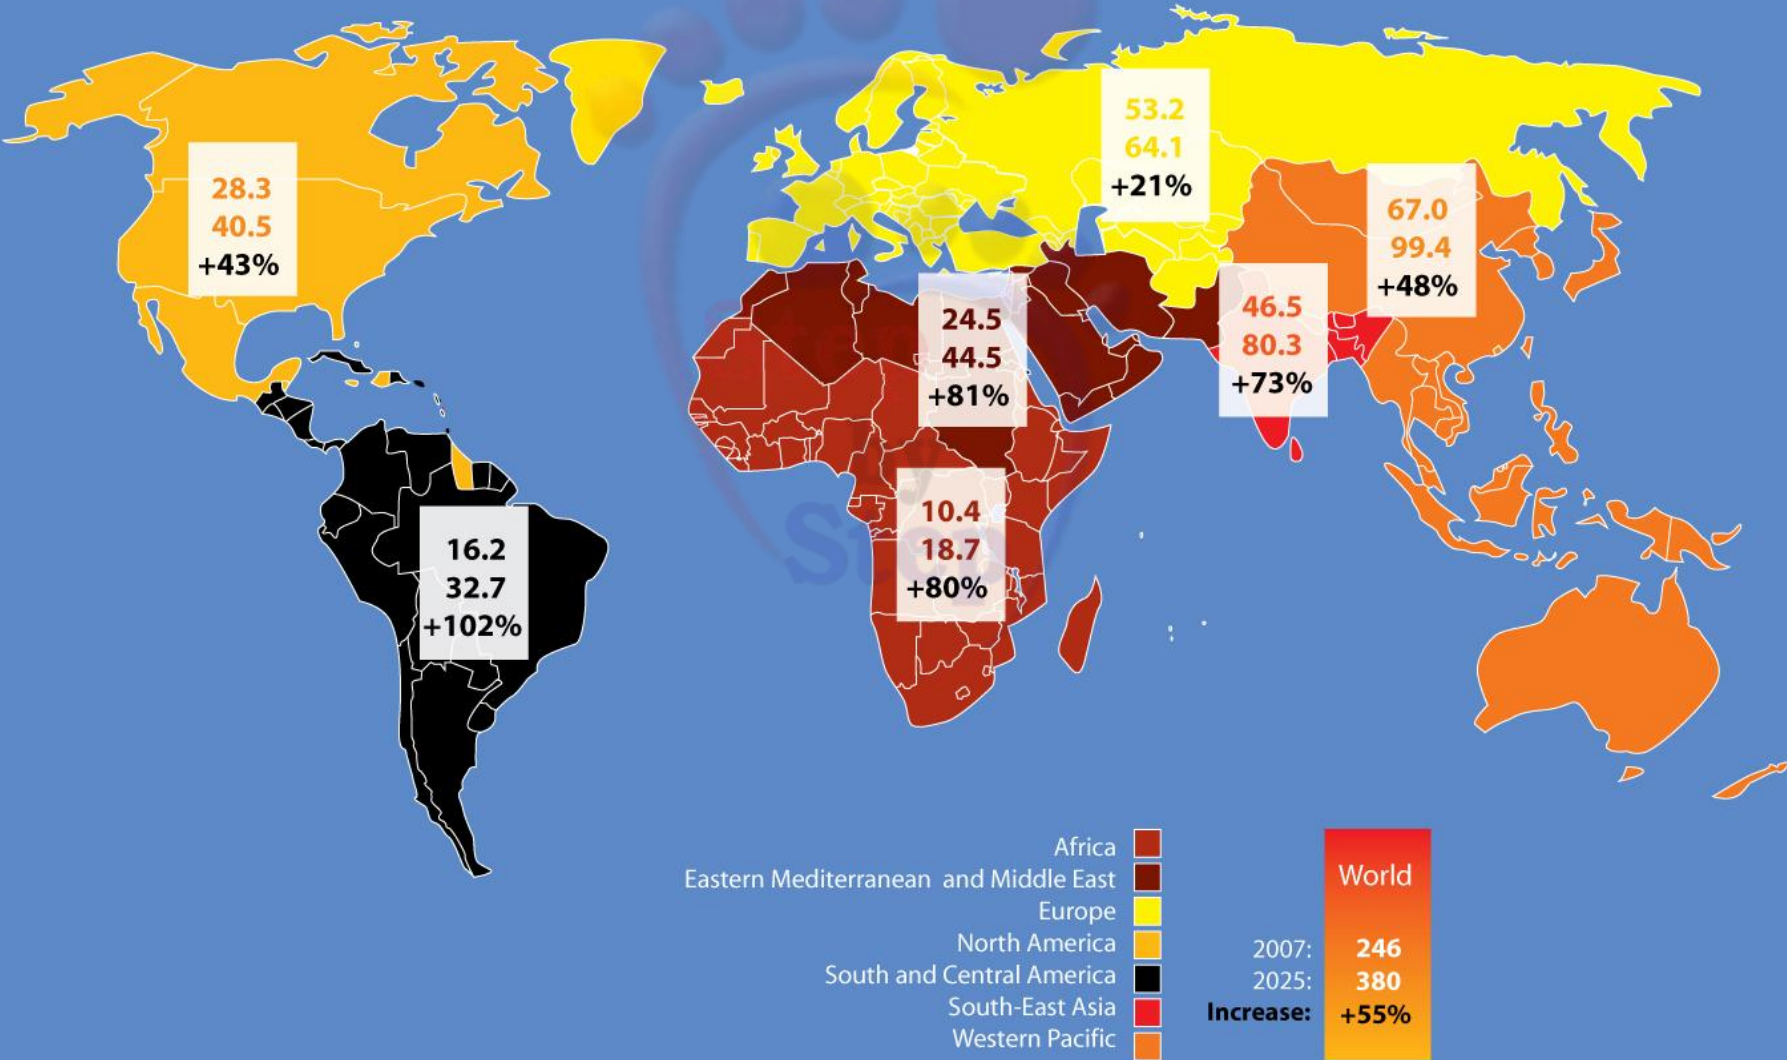 53.2
64.1
+21%
28.3
40.5
+43%
67.0
99.4
+48%
46.5
80.3
+73%
24.5
44.5
+81%
10.4
18.7
+80%
16.2
32.7
+102%
Step
by
Africa
Eastern Mediterranean and Middle East
Europe
North America
South and Central America
South-East Asia
Western Pacific
World
2007: 246
2025: 380
Increase: +55%